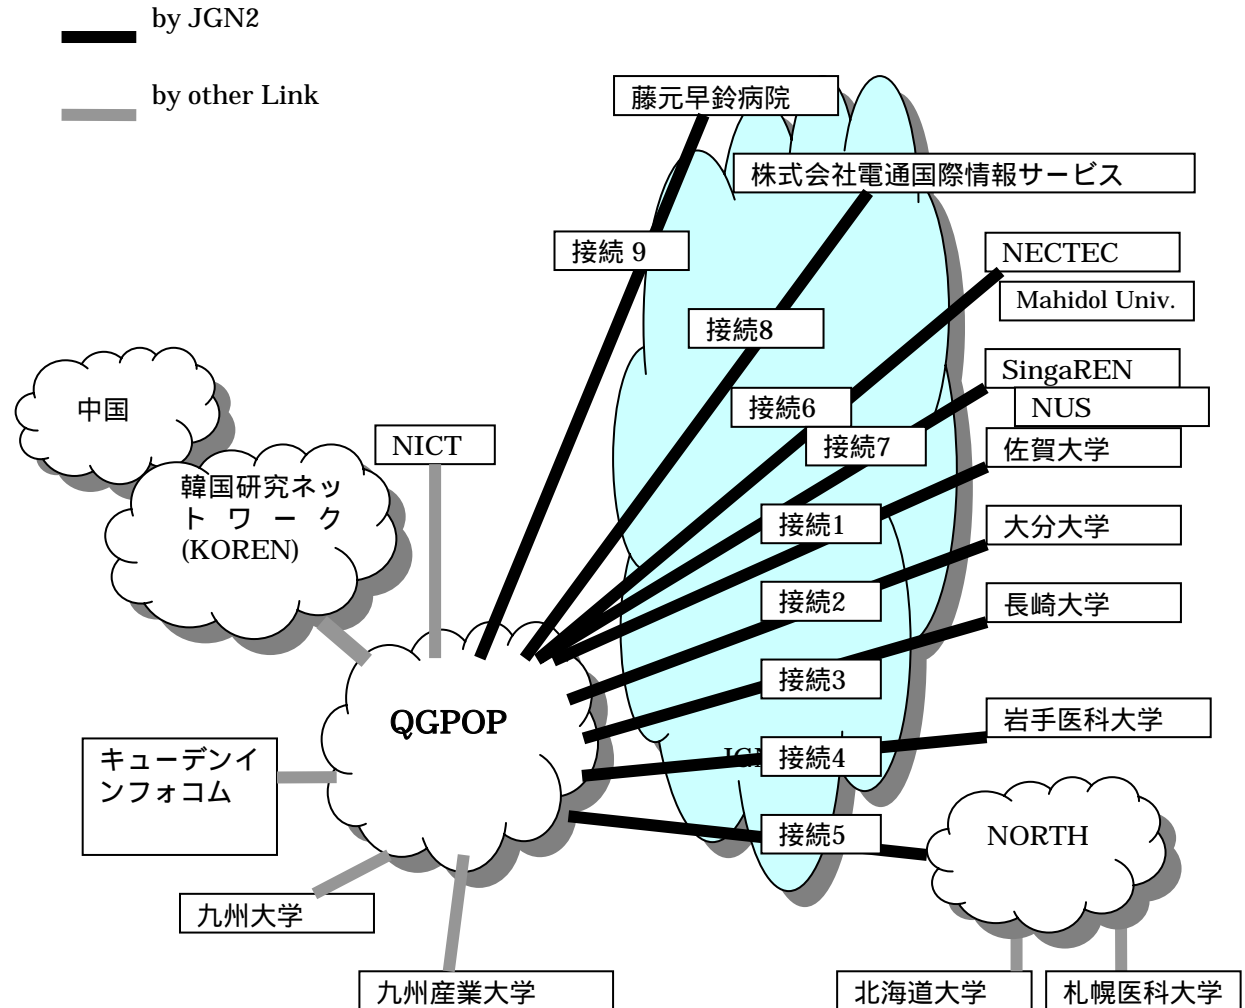 by JGN2
by other Link
藤元早鈴病院
株式会社電通国際情報サービス
接続 9
NECTEC
Mahidol Univ.
接続8
SingaREN
NUS
接続6
接続7
中国
NICT
佐賀大学
韓国研究ネッ
トワーク
(KOREN)
接続1
大分大学
接続2
長崎大学
接続3
QGPOP
岩手医科大学
キューデンイ
ンフォコム
接続4
接続5
NORTH
九州大学
九州産業大学
北海道大学
札幌医科大学